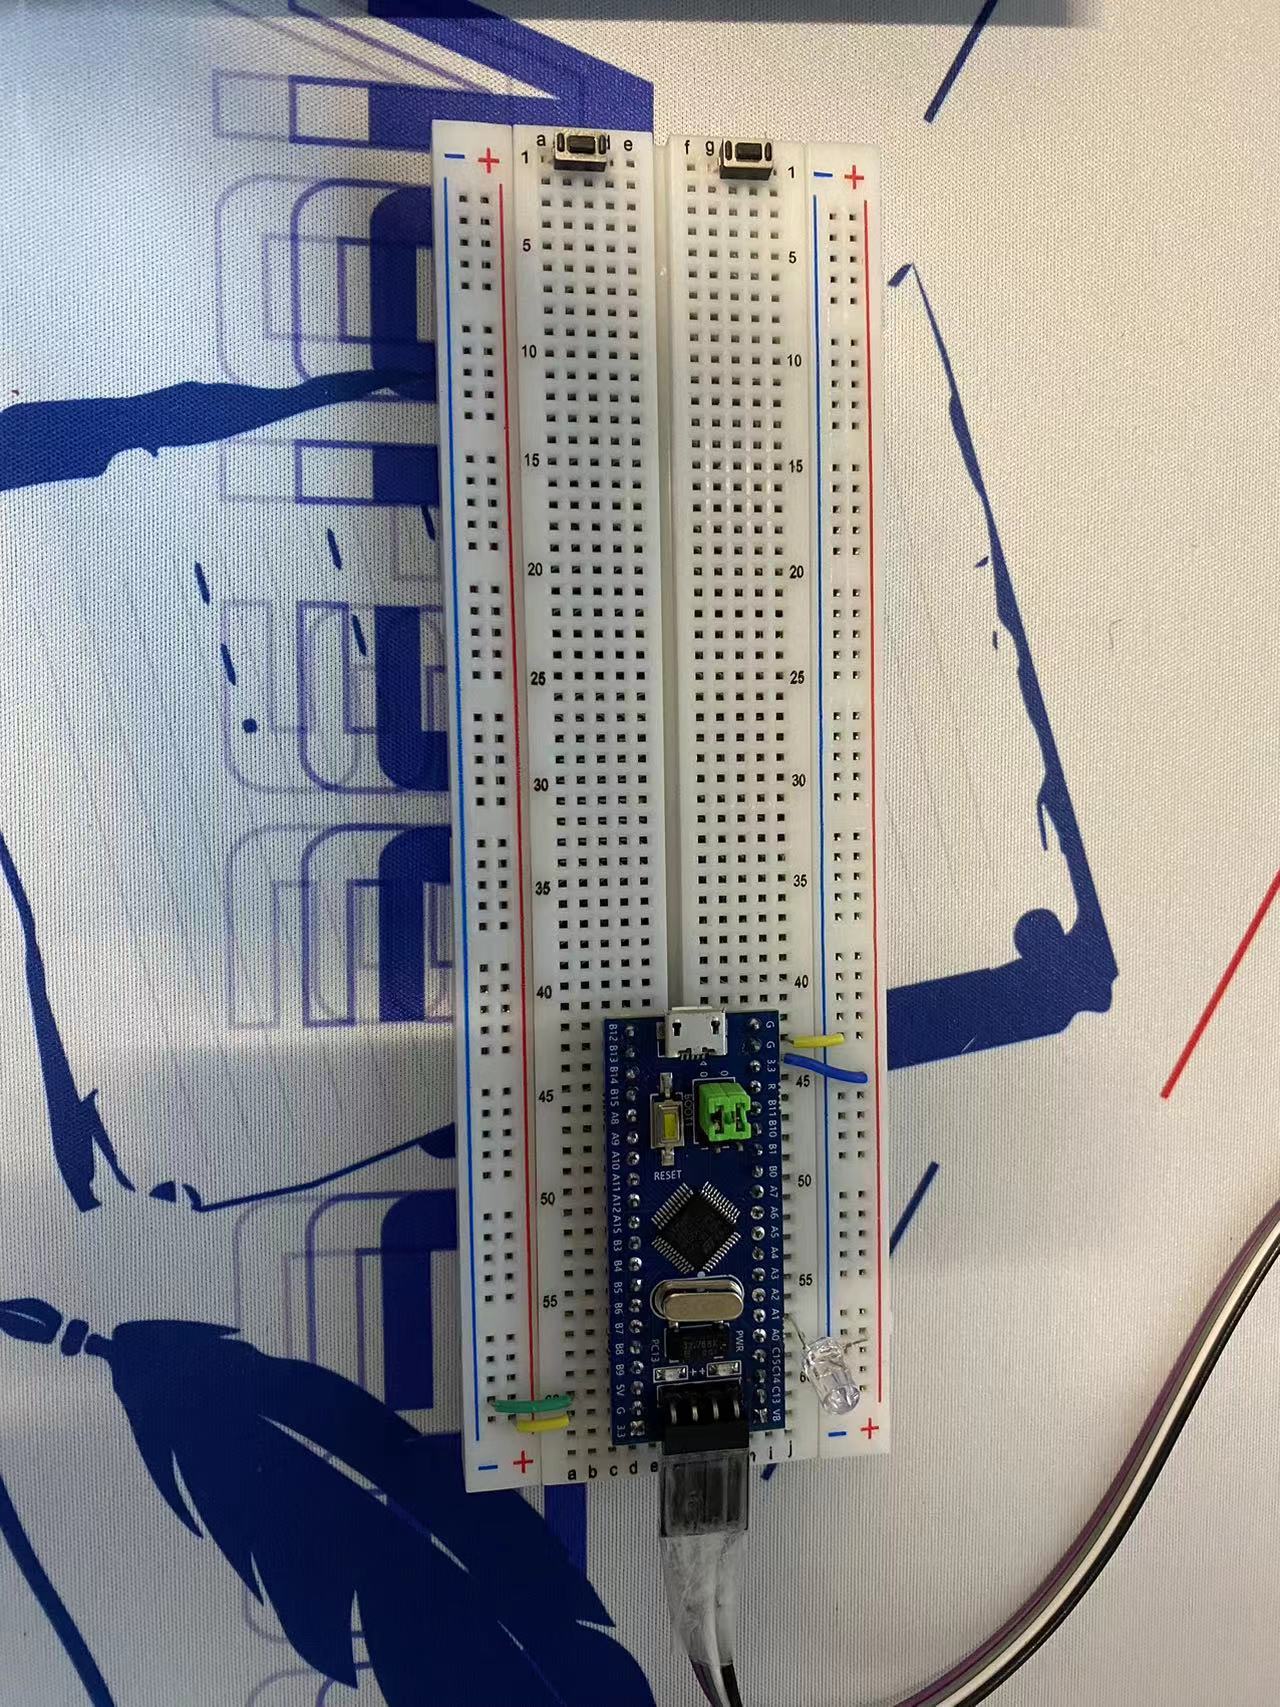 + +
- -
1 5 10 15 20 25 30 35 40 45 50 55
j
i
g
f
G G 3.3 R B11 B10 B1 B0 A7 A6 A5 A4 A3 A2 A1 A0 C15 C14 C13 VB
PWR
BOOT1
RESET
PC13
B12 B13 B14 B15 A8 A9 A10 A11 A12 A15 B3 B4 B5 B6 B7 B8 B9 5V G 3.3
e e
d d
c
b
a a
1 5 10 15 20 25 30 35 40 45 50 55
+ +
- -